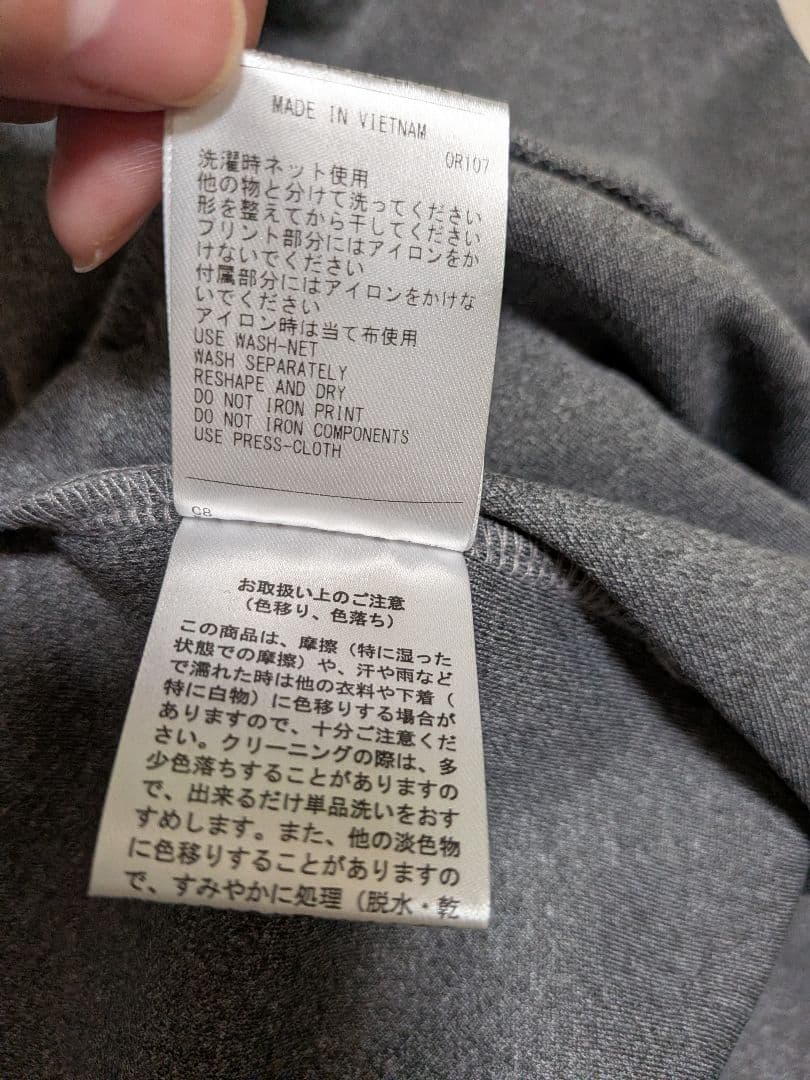 MADE IN VIETNAM
OR107
洗濯時ネット使用
他の物と分けて洗ってください
形を整えてから干してください
プリント部分にはアイロンをか
けないでください
付属部分にはアイロンをかけな
いでください
アイロン時は当て布使用
USE WASH-NET
WASH SEPARATELY
RESHAPE AND DRY
DO NOT IRON PRINT
DO NOT IRON COMPONENTS
USE PRESS-CLOTH
C8
お取扱い上のご注意
（色移り、色落ち）
この商品は、摩擦（特に湿った
状態での摩擦）や、汗や雨など
で濡れた時は他の衣料や下着（
特に白物）に色移りする場合が
ありますので、十分ご注意くだ
さい。クリーニングの際は、多
少色落ちすることがありますの
で、出来るだけ単品洗いをおす
すめします。また、他の淡色物
に色移りすることがありますの
で、すみやかに処理（脱水・乾